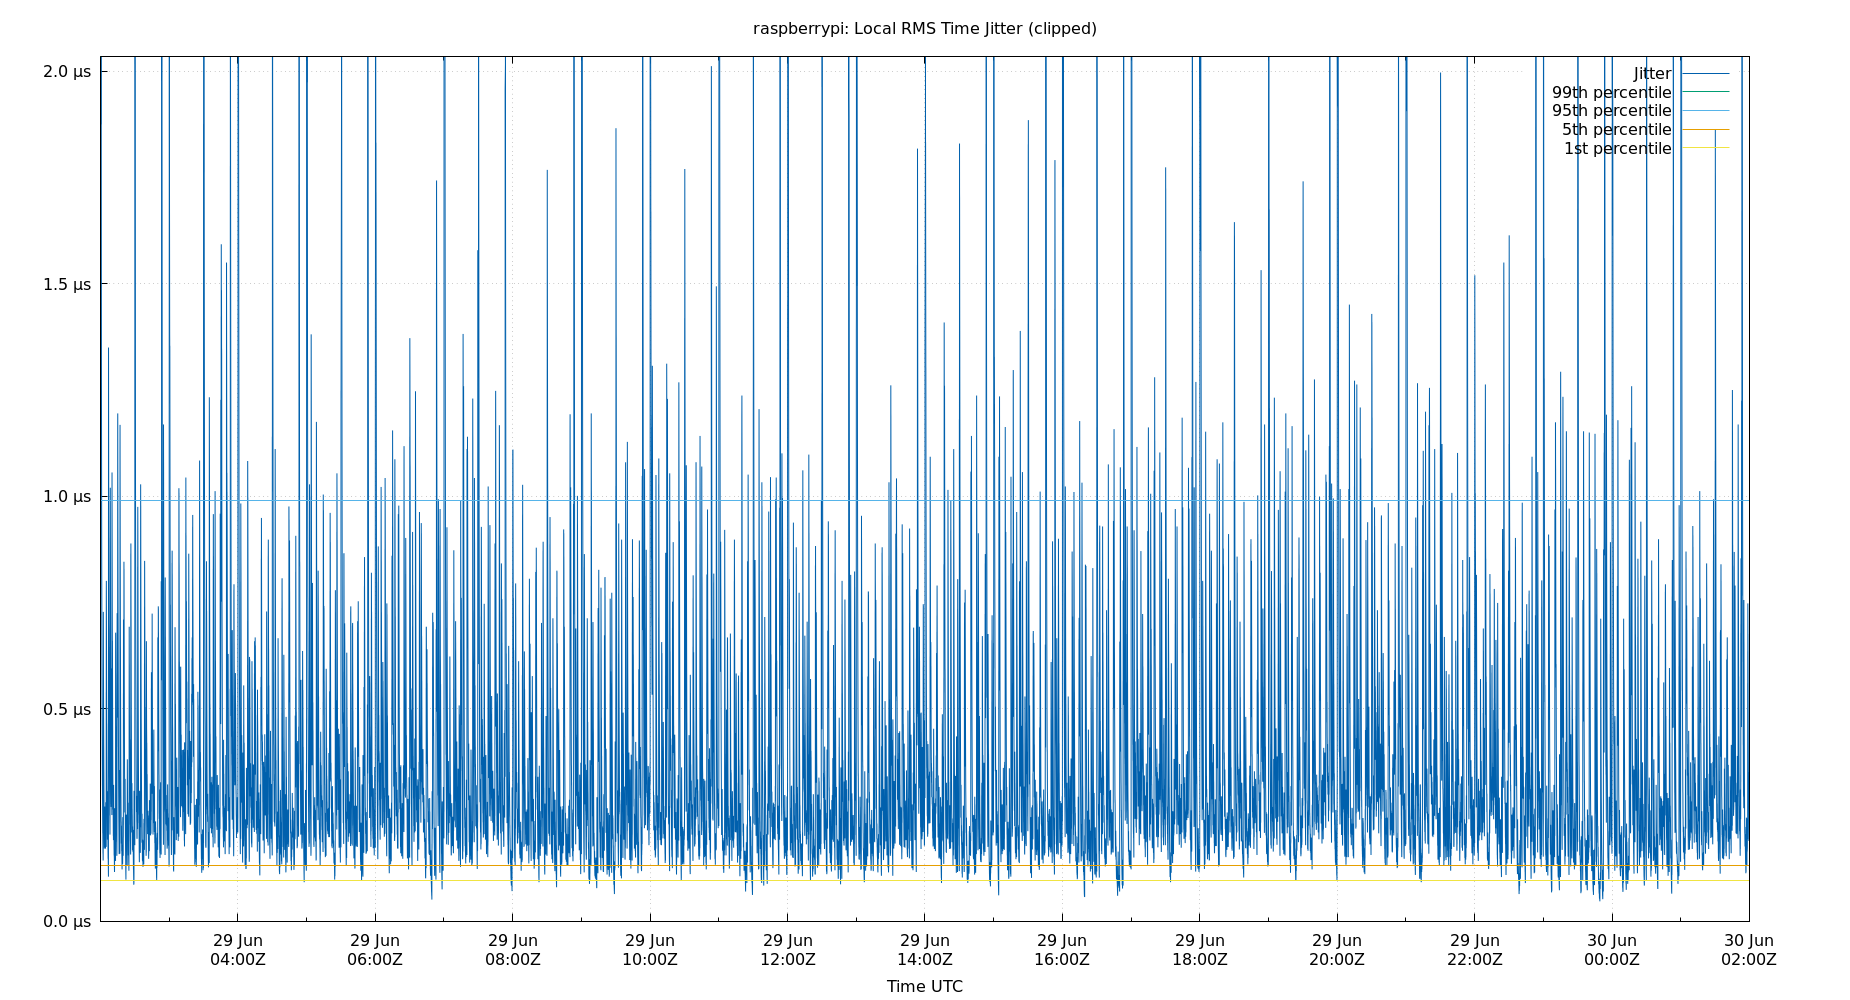 raspberrypi: Local RMS Time Jitter (clipped)
2.0 µs
1.5 µs
1.0 µs
0.5 µs
0.0 µs
Jitter
99th percentile
95th percentile
5th percentile
1st percentile
29 Jun 29 Jun 29 Jun 29 Jun 29 Jun 29 Jun 29 Jun 29 Jun 29 Jun 29 Jun 30 Jun 30 Jun
04:00Z 06:00Z 08:00Z 10:00Z 12:00Z 14:00Z 16:00Z 18:00Z 20:00Z 22:00Z 00:00Z 02:00Z
Time UTC